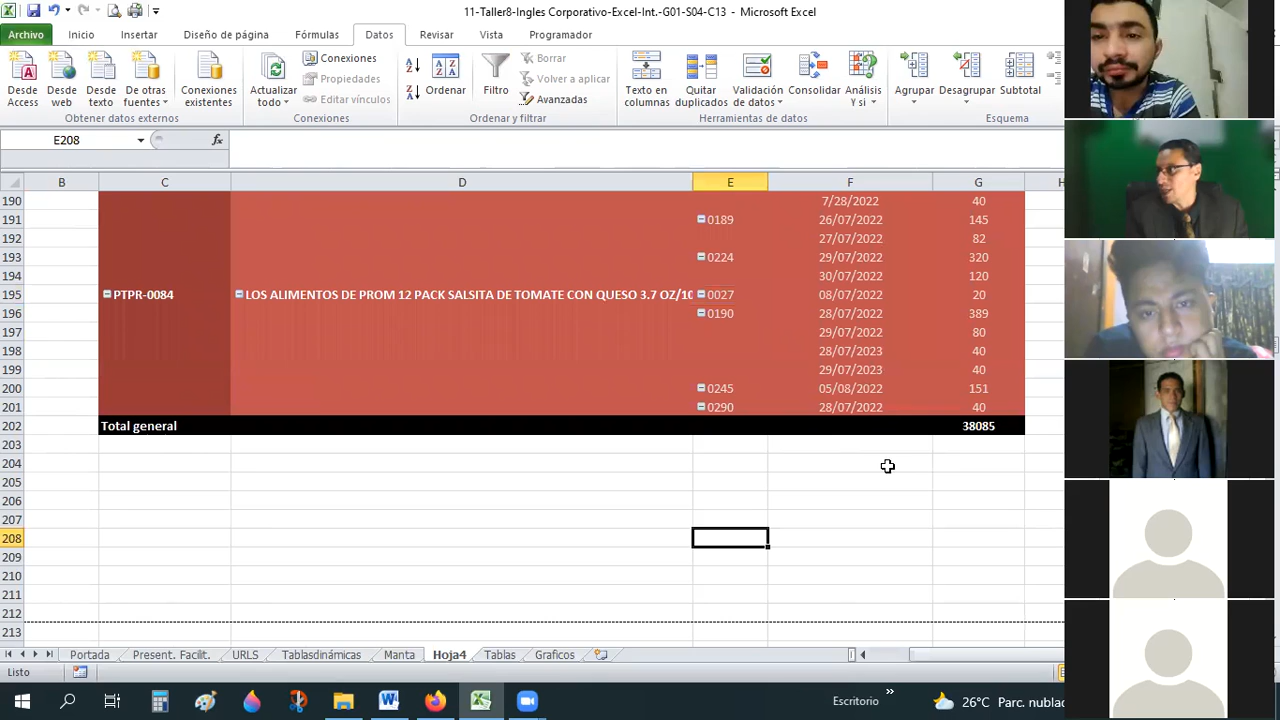 11-Taller8-Ingles Corporativo-Excel-Int.-G01-S04-C13 - Microsoft Excel
Archivo Inicio Insertar Diseño de página Fórmulas Datos Revisar Vista Programador
Desde Access
Desde web
Desde texto
De otras fuentes
Conexiones existentes
Obtener datos externos
Actualizar todo
Conexiones
Propiedades
Editar vínculos
Conexiones
Ordenar
Filtro
Borrar
Volver a aplicar
Avanzadas
Ordenar y filtrar
Texto en columnas
Quitar duplicados
Validación de datos
Consolidar
Análisis Y si
Herramientas de datos
Agrupar
Desagrupar
Subtotal
Esquema
E208 fx
B C D E F G H
190 7/28/2022 40
191 0189 26/07/2022 145
192 27/07/2022 82
193 0224 29/07/2022 320
194 30/07/2022 120
195 PTPR-0084 LOS ALIMENTOS DE PROM 12 PACK SALSITA DE TOMATE CON QUESO 3.7 OZ/10 0027 08/07/2022 20
196 0190 28/07/2022 389
197 29/07/2022 80
198 28/07/2023 40
199 29/07/2023 40
200 0245 05/08/2022 151
201 0290 28/07/2022 40
202 Total general 38085
203
204
205
206
207
208
209
210
211
212
213
Portada Present. Facilit. URLS Tablasdinámicas Manta Hoja4 Tablas Graficos
Listo
Escritorio » 26°C Parc. nublad